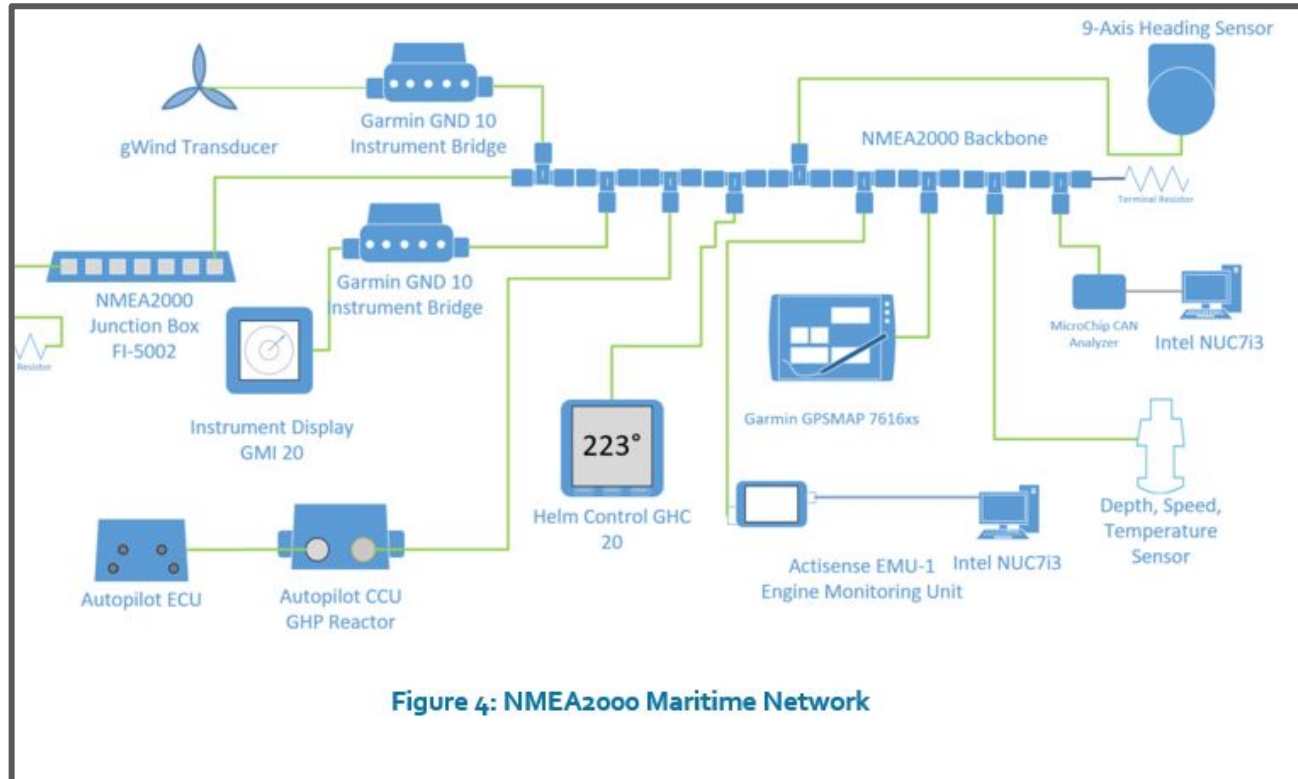 9-Axis Heading Sensor
gWind Transducer
Garmin GND 10
Instrument Bridge
NMEA2000 Backbone
Terminal Resistor
NMEA2000
Junction Box
FI-5002
Resistor
Garmin GND 10
Instrument Bridge
Instrument Display
GMI 20
MicroChip CAN
Analyzer
Intel NUC7i3
Garmin GPSMAP 7616xs
223°
Helm Control GHC
20
Actisense EMU-1
Engine Monitoring Unit
Intel NUC7i3
Depth, Speed,
Temperature
Sensor
Autopilot ECU
Autopilot CCU
GHP Reactor
Figure 4: NMEA2000 Maritime Network